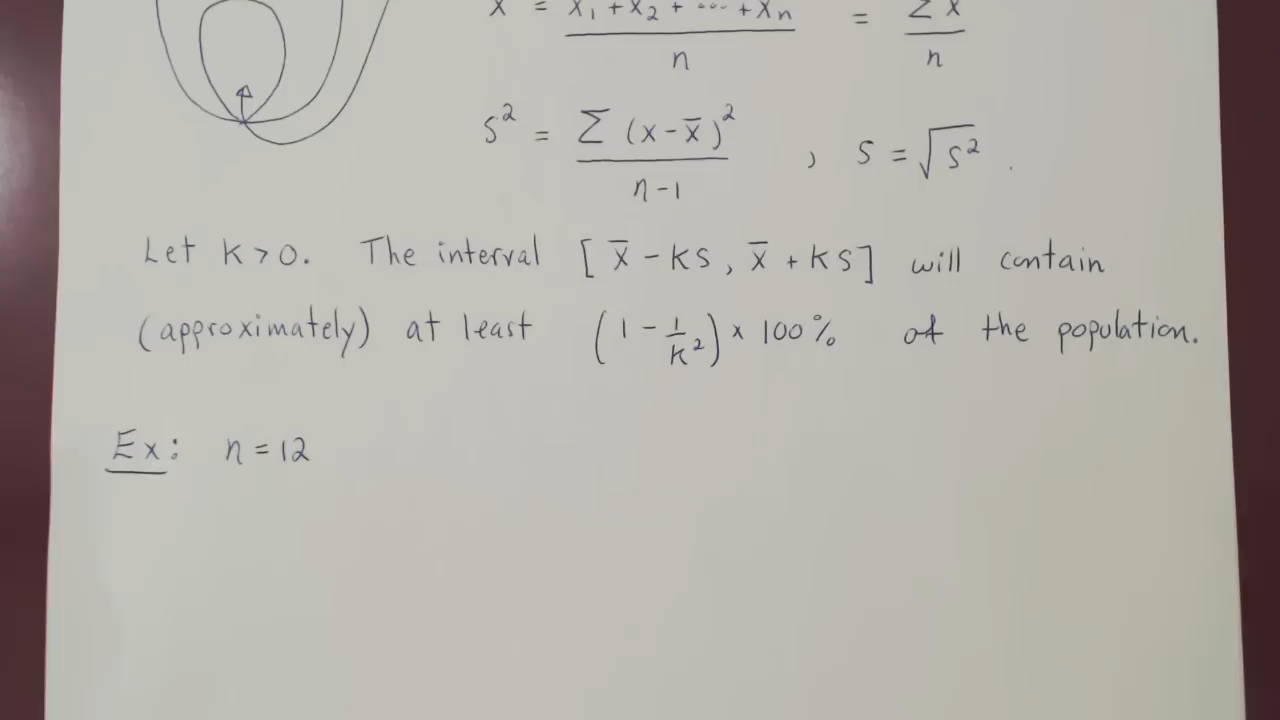 x̄ = x₁ + x₂ + ... + xₙ / n = Σ x / n
s² = Σ (x - x̄)² / n - 1 , s = √s² .
Let k > 0. The interval [x̄ - ks, x̄ + ks] will contain
(approximately) at least (1 - 1/k²) × 100% of the population.
Ex: n = 12